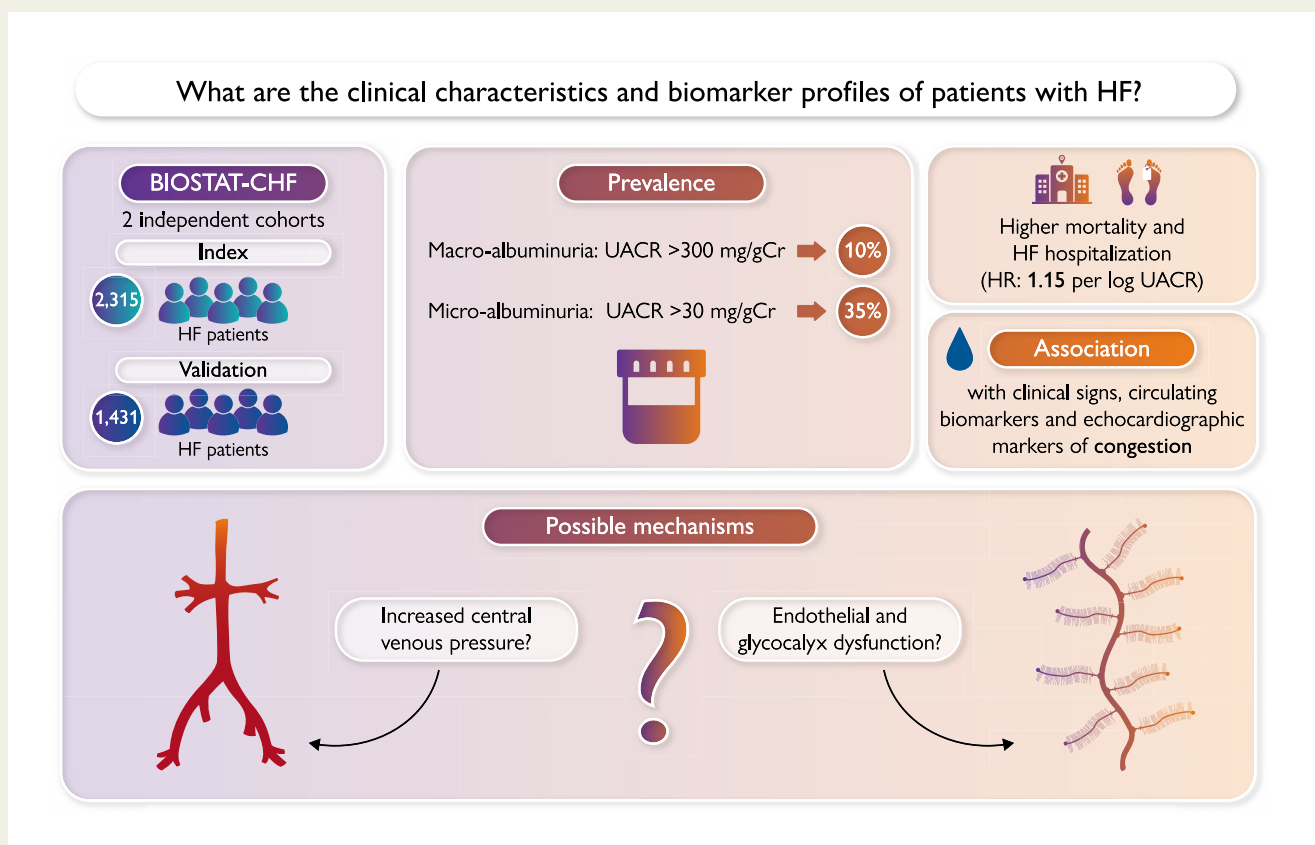 What are the clinical characteristics and biomarker profiles of patients with HF?
BIOSTAT-CHF
2 independent cohorts
Index
2,315
HF patients
Validation
1,431
HF patients
Prevalence
Macro-albuminuria: UACR >300 mg/gCr
10%
Micro-albuminuria: UACR >30 mg/gCr
35%
Higher mortality and
HF hospitalization
(HR: 1.15 per log UACR)
Association
with clinical signs, circulating
biomarkers and echocardiographic
markers of congestion
Possible mechanisms
Increased central
venous pressure?
?
Endothelial and
glycocalyx dysfunction?